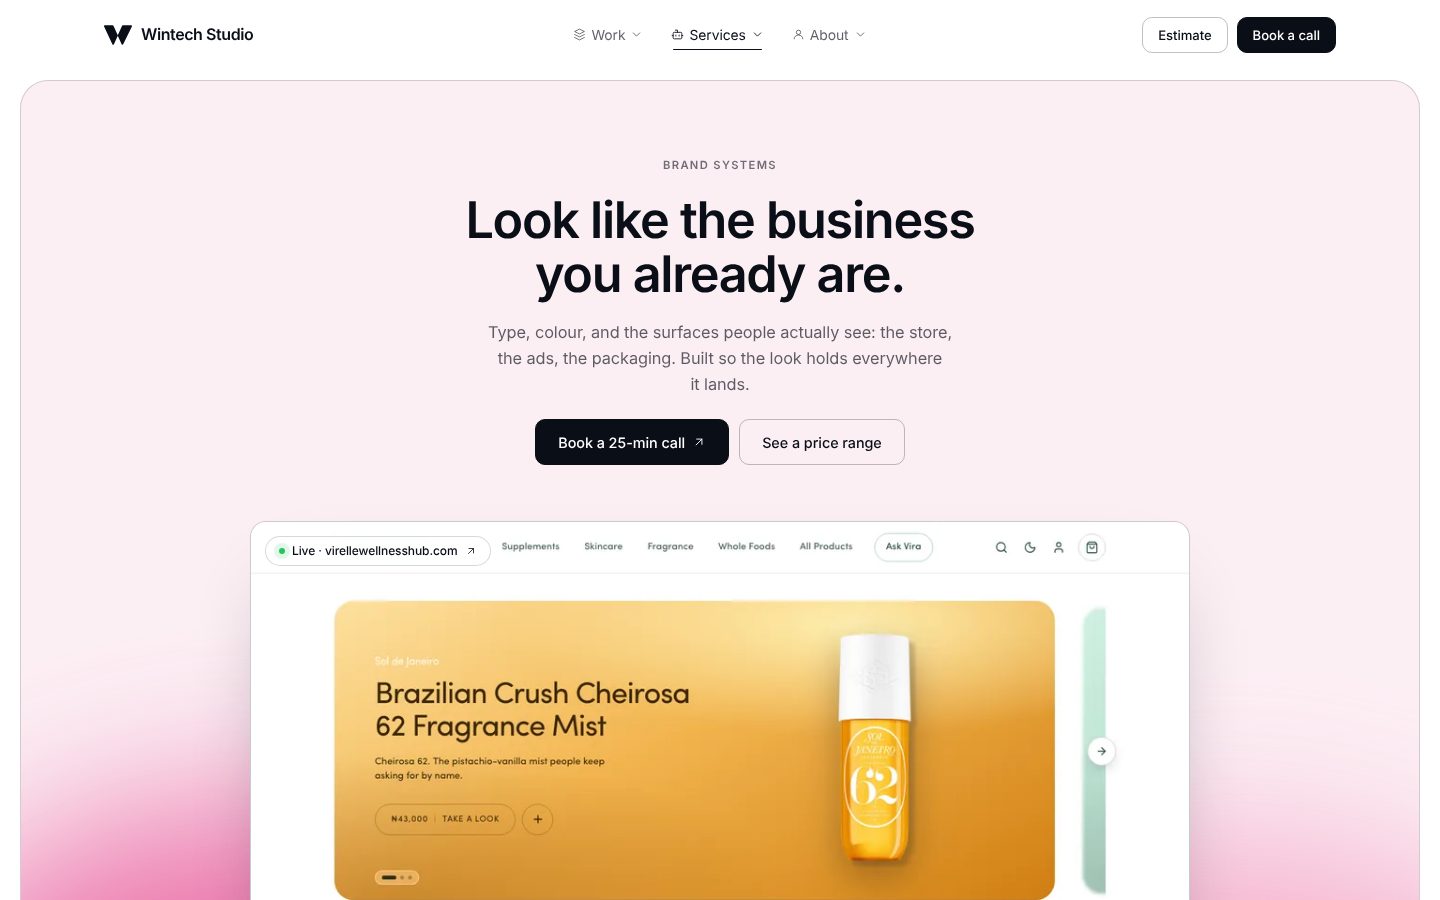 Wintech Studio
Work
Services
About
Estimate
Book a call
BRAND SYSTEMS
Look like the business
you already are.
Type, colour, and the surfaces people actually see: the store,
the ads, the packaging. Built so the look holds everywhere
it lands.
Book a 25-min call
See a price range
Live · virellewellnesshub.com
Supplements
Skincare
Fragrance
Whole Foods
All Products
Ask Vira
Sol de Janeiro
Brazilian Crush Cheirosa
62 Fragrance Mist
Cheirosa 62. The pistachio-vanilla mist people keep
asking for by name.
₦43,000 | TAKE A LOOK
SOL
JANEIRO
62